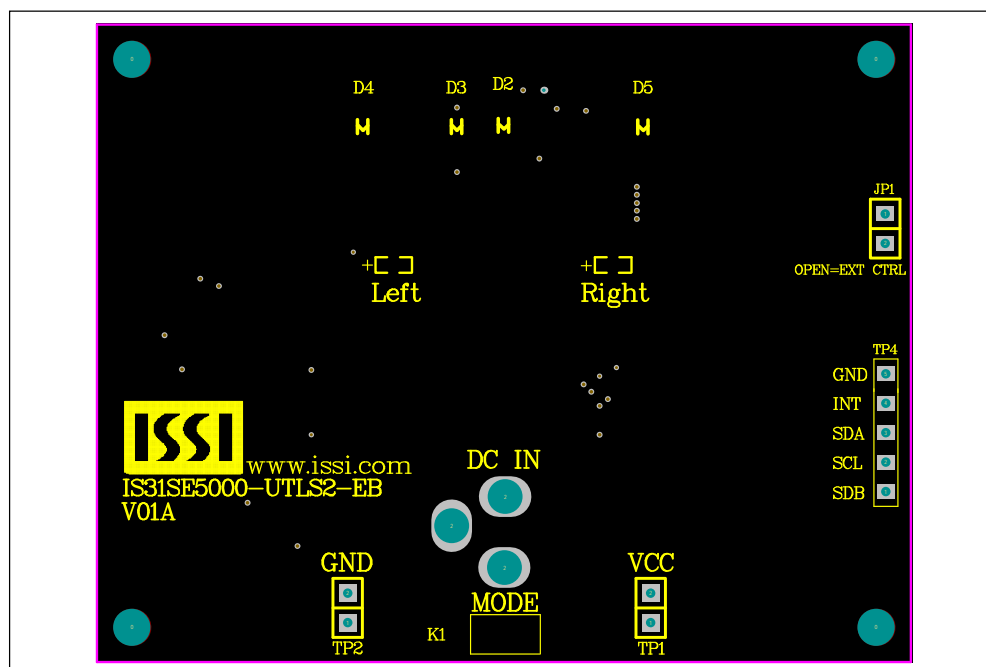 D4 D3 D2 D5
JP1
OPEN=EXT CTRL
+ +
Left Right
TP4
GND
INT
SDA
SCL
SDB
ISSI
www.issi.com
IS31SE5000-UTLS2-EB
V01A
DC IN
GND VCC
MODE
K1
TP2 TP1